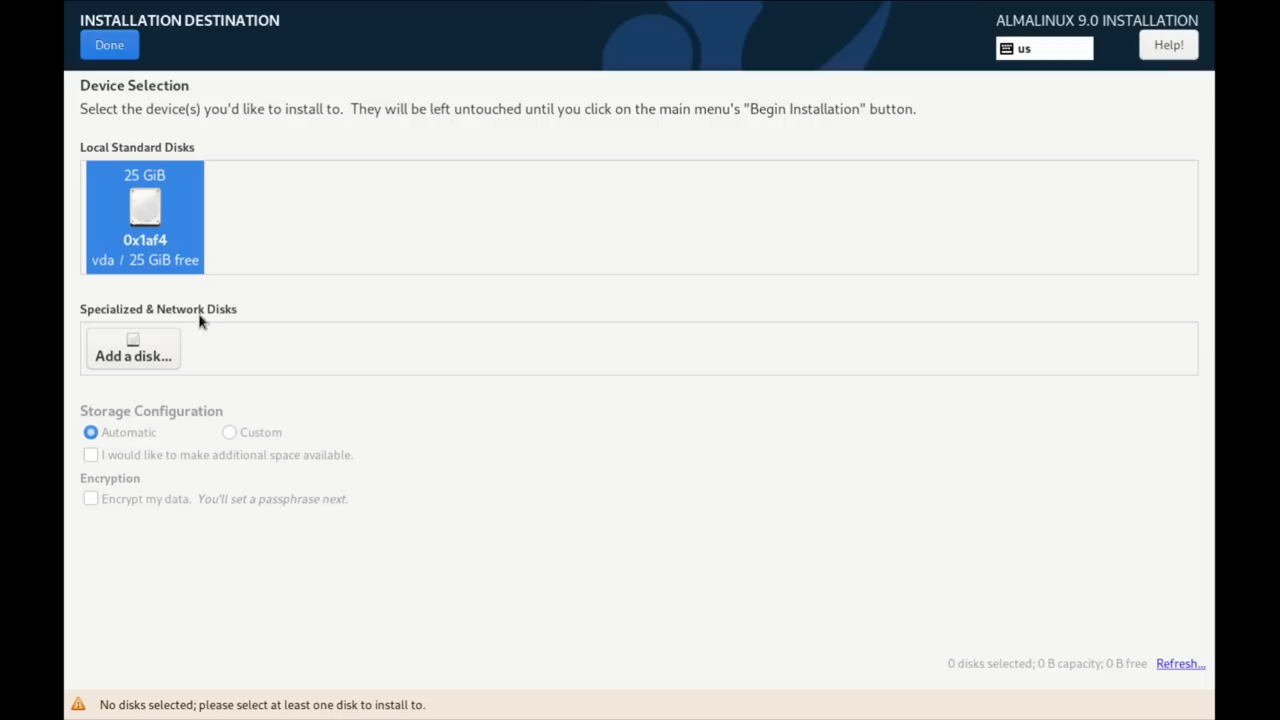 INSTALLATION DESTINATION
ALMALINUX 9.0 INSTALLATION
Done
us
Help!
Device Selection
Select the device(s) you'd like to install to.  They will be left untouched until you click on the main menu's "Begin Installation" button.
Local Standard Disks
25 GiB
0x1af4
vda / 25 GiB free
Specialized & Network Disks
Add a disk...
Storage Configuration
Automatic
Custom
I would like to make additional space available.
Encryption
Encrypt my data.  You'll set a passphrase next.
0 disks selected; 0 B capacity; 0 B free
Refresh...
No disks selected; please select at least one disk to install to.